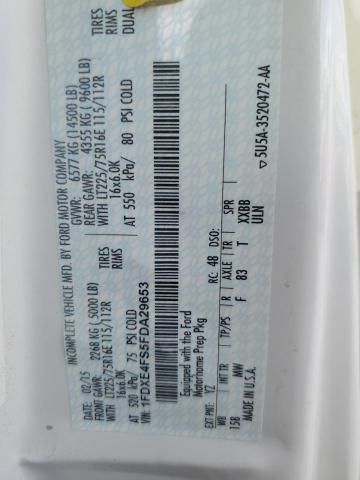 INCOMPLETE VEHICLE MFD. BY FORD MOTOR COMPANY
DATE: 02/15 GVWR: 6577 KG (14500 LB)
FRONT GAWR: 2268 KG (5000 LB) REAR GAWR: 4355 KG (9600 LB)
WITH LT225/75R16E 115/112R TIRES WITH LT225/75R16E 115/112R TIRES
16x6.0K RIMS 16x6.0K RIMS
AT 520 kPa/ 75 PSI COLD AT 550 kPa/ 80 PSI COLD DUAL
VIN: 1FDXE4FS5FDA29653
Equipped with the Ford
Motorhome Prep Pkg
EXT PNT: YZ RC: 48 DSO:
WB INT TR TP/PS R AXLE TR SPR
158 MW F 83 T XXBB
MADE IN U.S.A. ULN
▽5U5A-3520472-AA